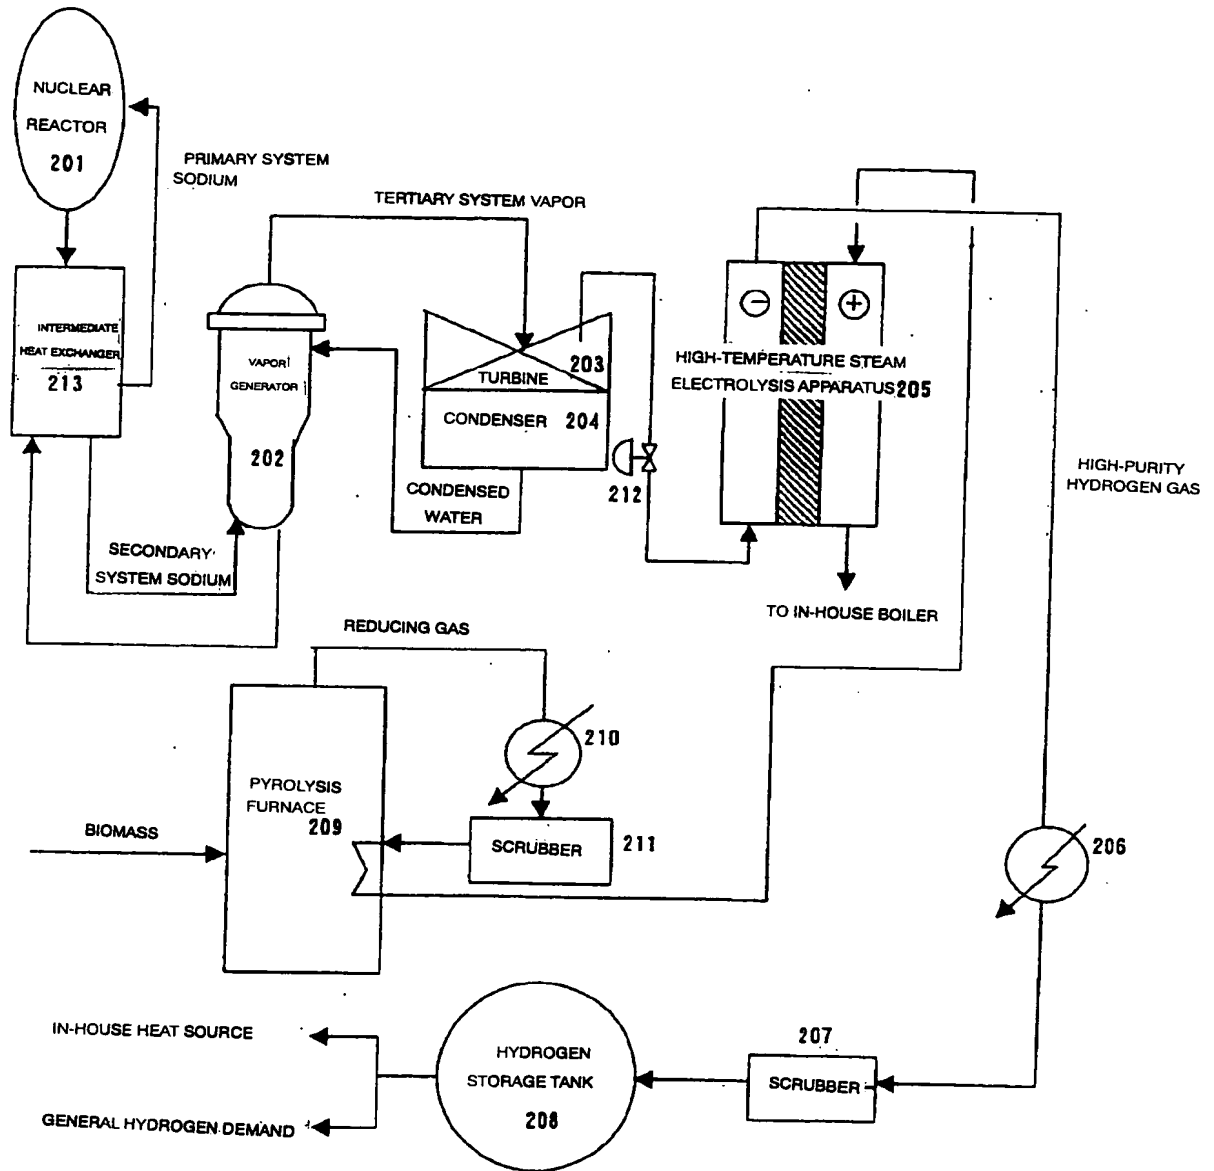 NUCLEAR
REACTOR
201
PRIMARY SYSTEM
SODIUM
TERTIARY SYSTEM VAPOR
INTERMEDIATE
HEAT EXCHANGER
213
VAPOR
GENERATOR
202
203
TURBINE
CONDENSER 204
CONDENSED
WATER
212
− +
HIGH-TEMPERATURE STEAM
ELECTROLYSIS APPARATUS 205
HIGH-PURITY
HYDROGEN GAS
SECONDARY
SYSTEM SODIUM
TO IN-HOUSE BOILER
REDUCING GAS
210
PYROLYSIS
FURNACE
209
BIOMASS
SCRUBBER 211
206
207
SCRUBBER
IN-HOUSE HEAT SOURCE
HYDROGEN
STORAGE TANK
208
GENERAL HYDROGEN DEMAND